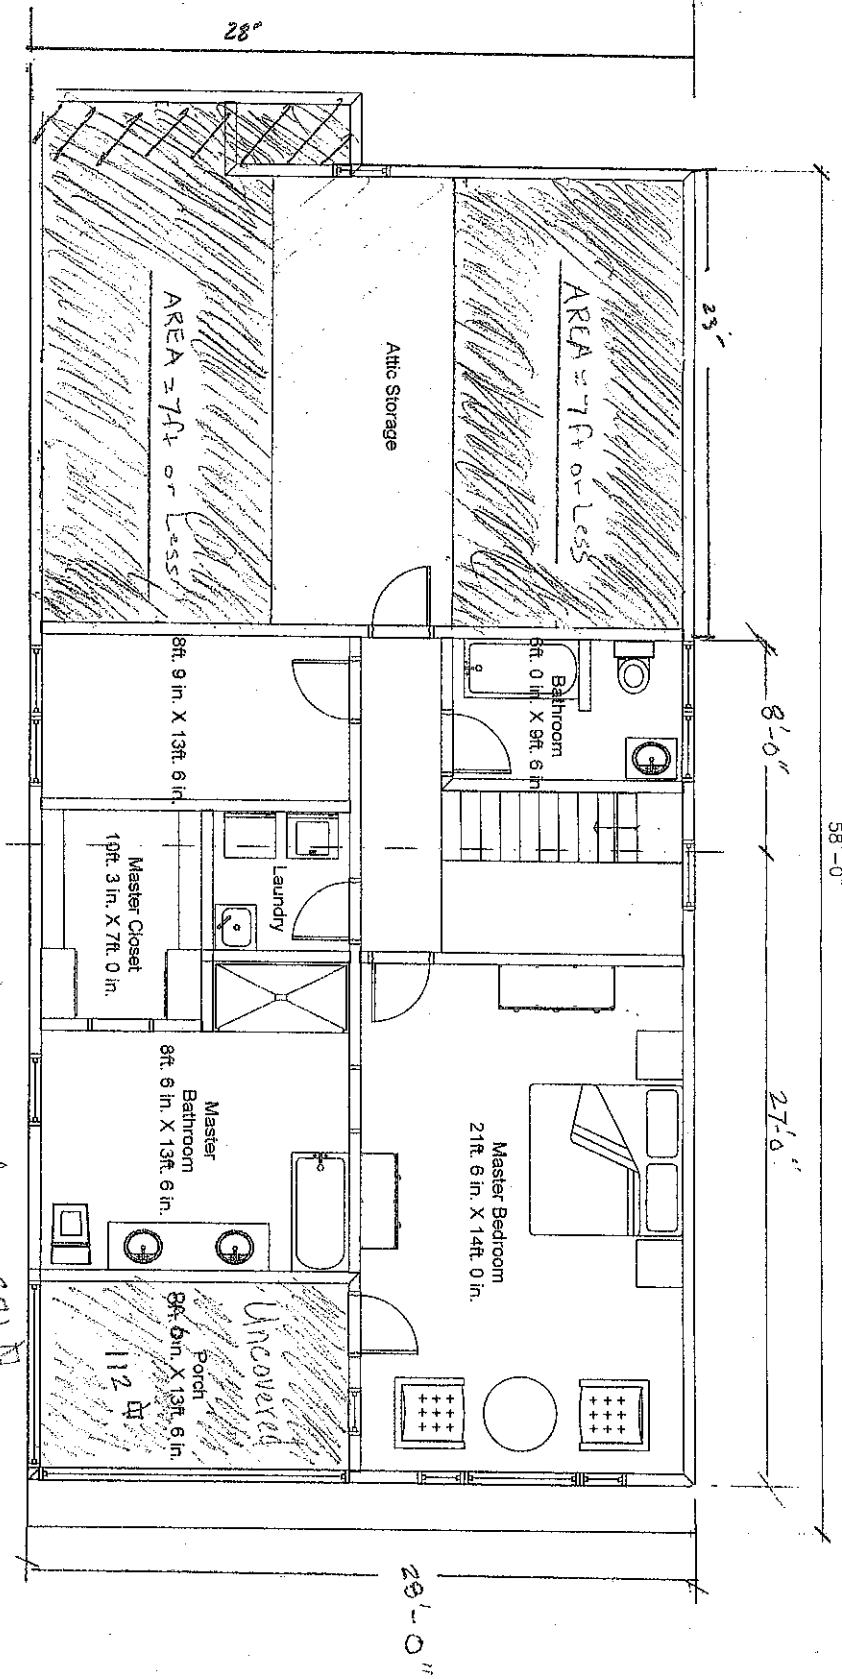 58'-0"
28"
23'"
8'-0"
27'-0"
28'-0"
AREA = 7ft or Less
Attic Storage
AREA = 7ft or Less
Bathroom
6ft. 0 in. X 9ft. 6 in
8ft. 9 in. X 13ft. 6 in.
Laundry
Master Closet
10ft. 3 in. X 7ft. 0 in.
Master Bedroom
21ft. 6 in. X 14ft. 0 in.
Master
Bathroom
8ft. 6 in. X 13ft. 6 in.
Uncovered
Porch
8ft. 6 in. X 13ft. 6 in.
112